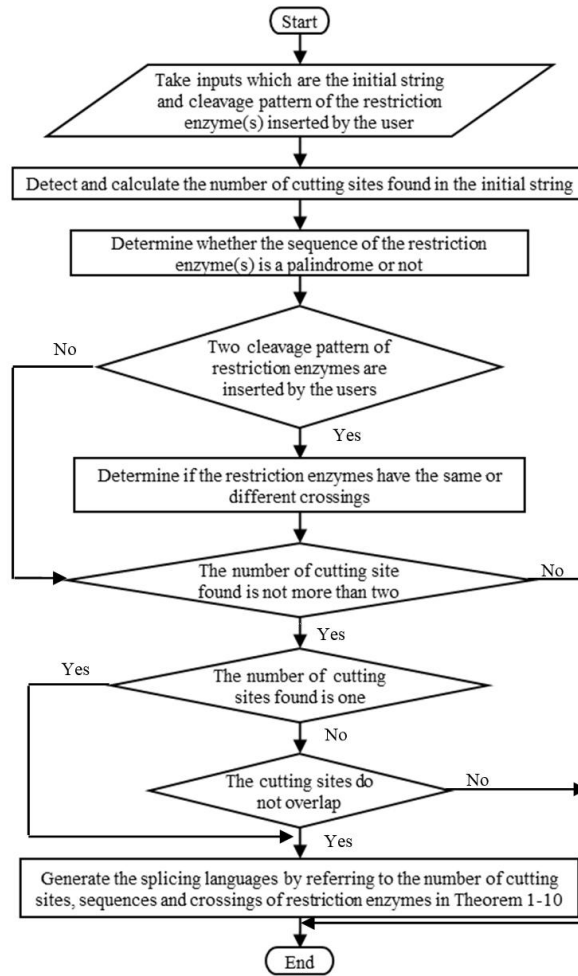 Start
Take inputs which are the initial string
and cleavage pattern of the restriction
enzyme(s) inserted by the user
Detect and calculate the number of cutting sites found in the initial string
Determine whether the sequence of the restriction
enzyme(s) is a palindrome or not
No
Two cleavage pattern of
restriction enzymes are
inserted by the users
Yes
Determine if the restriction enzymes have the same or
different crossings
The number of cutting site
found is not more than two
No
Yes
Yes
The number of cutting
sites found is one
No
The cutting sites do
not overlap
No
Yes
Generate the splicing languages by referring to the number of cutting
sites, sequences and crossings of restriction enzymes in Theorem 1-10
End